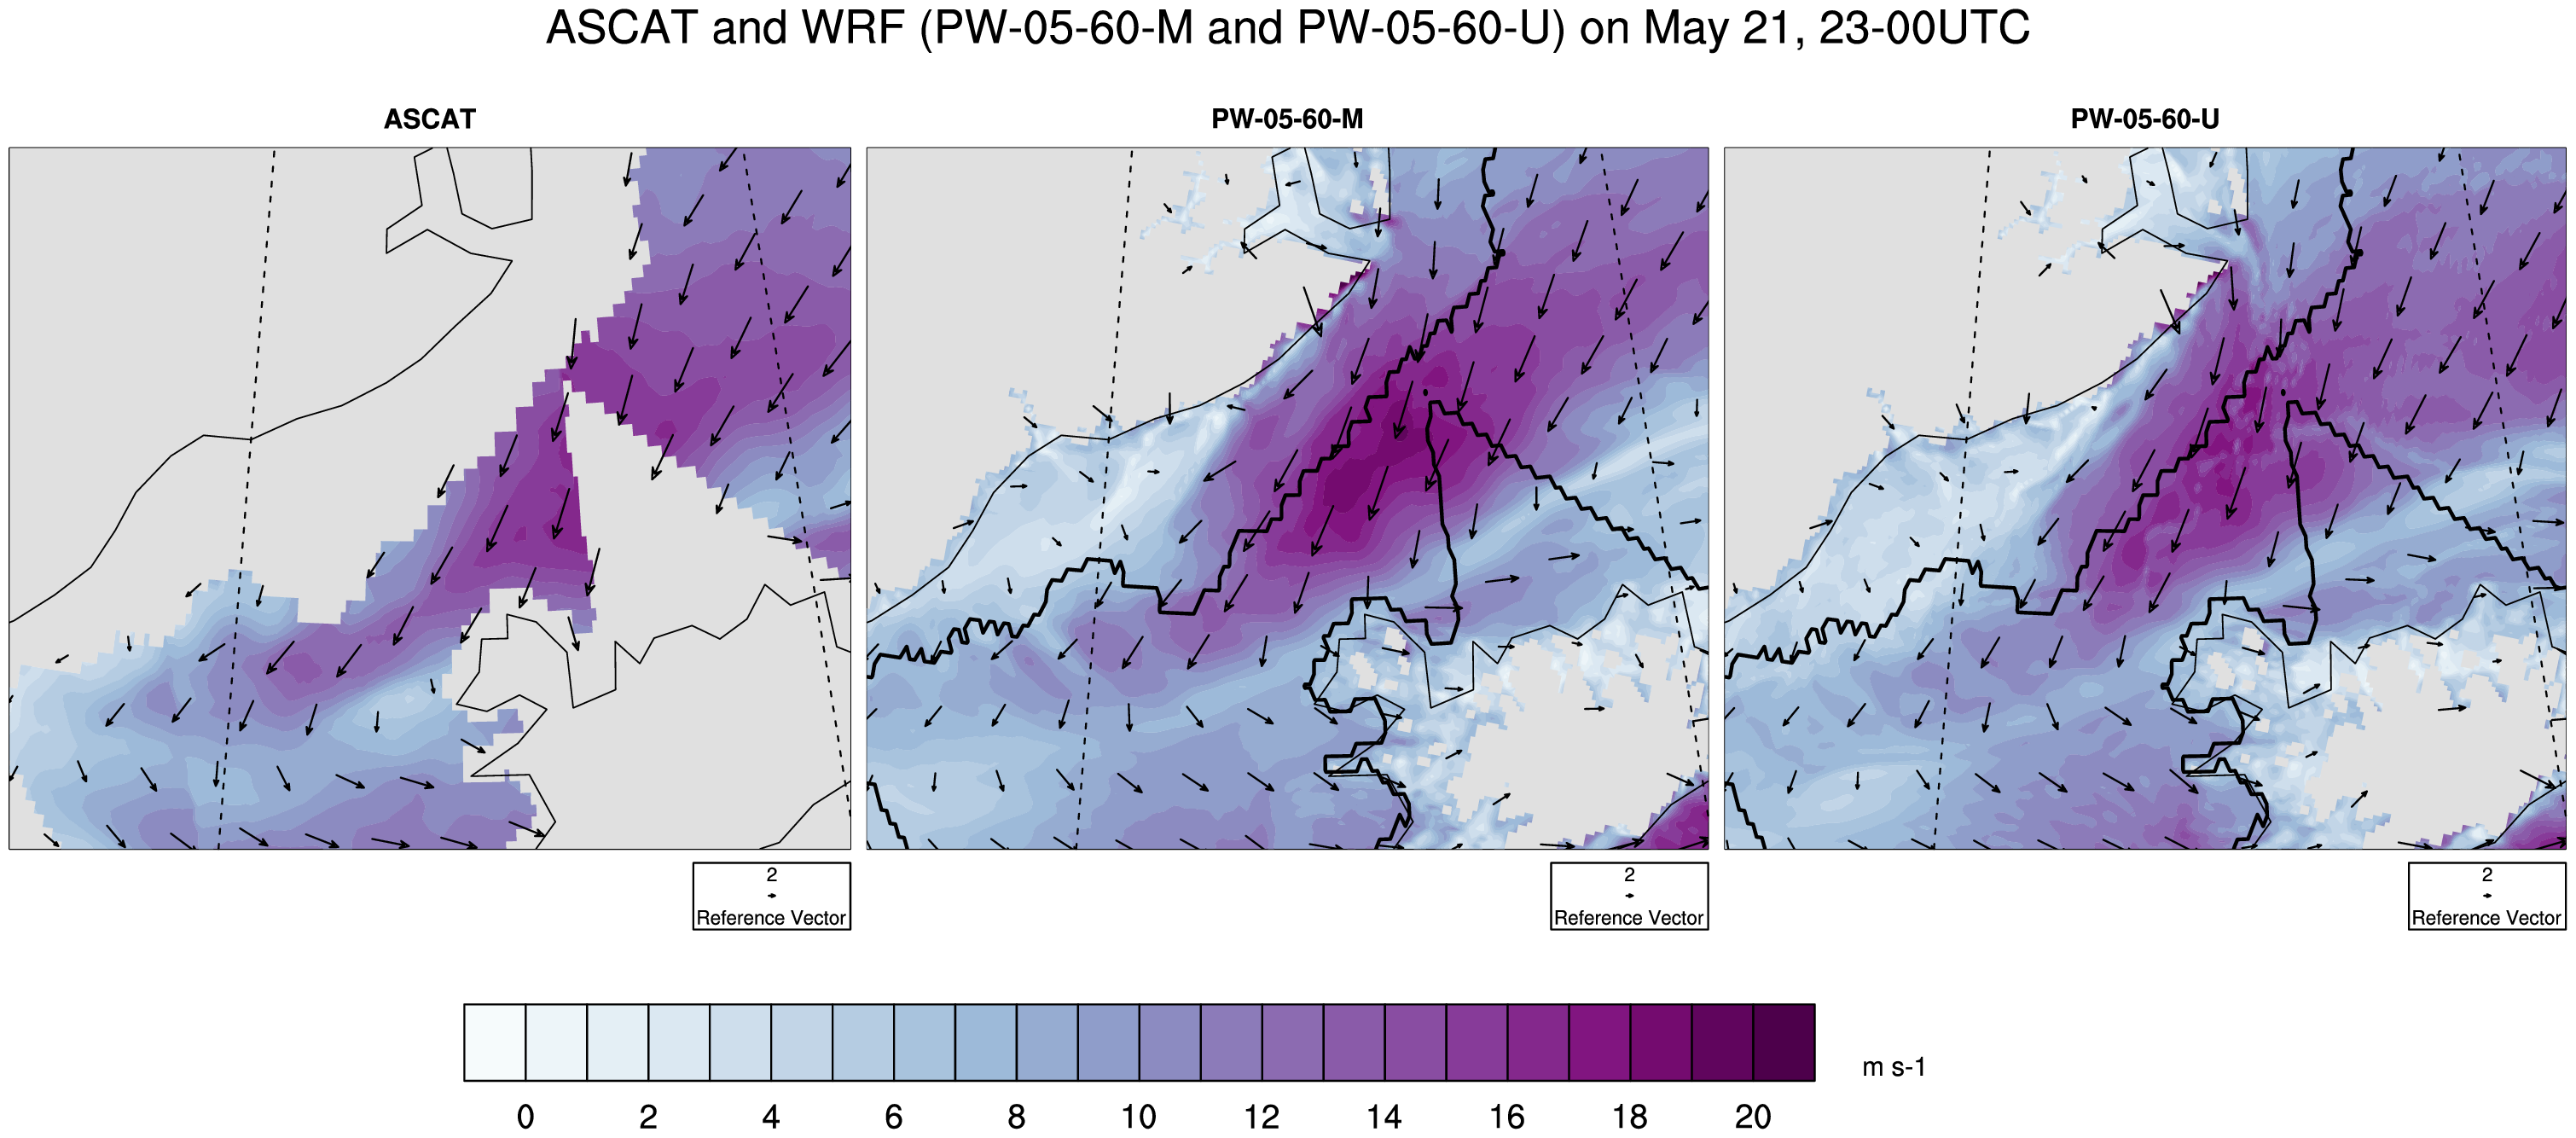 ASCAT and WRF (PW-05-60-M and PW-05-60-U) on May 21, 23-00UTC
ASCAT
PW-05-60-M
PW-05-60-U
2
Reference Vector
2
Reference Vector
2
Reference Vector
m s-1
0 2 4 6 8 10 12 14 16 18 20